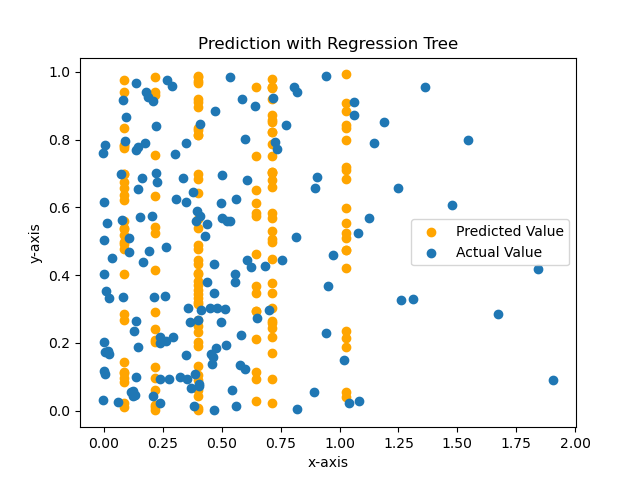 Prediction with Regression Tree
y-axis
1.0
0.8
0.6
0.4
0.2
0.0
Predicted Value
Actual Value
0.00 0.25 0.50 0.75 1.00 1.25 1.50 1.75 2.00
x-axis